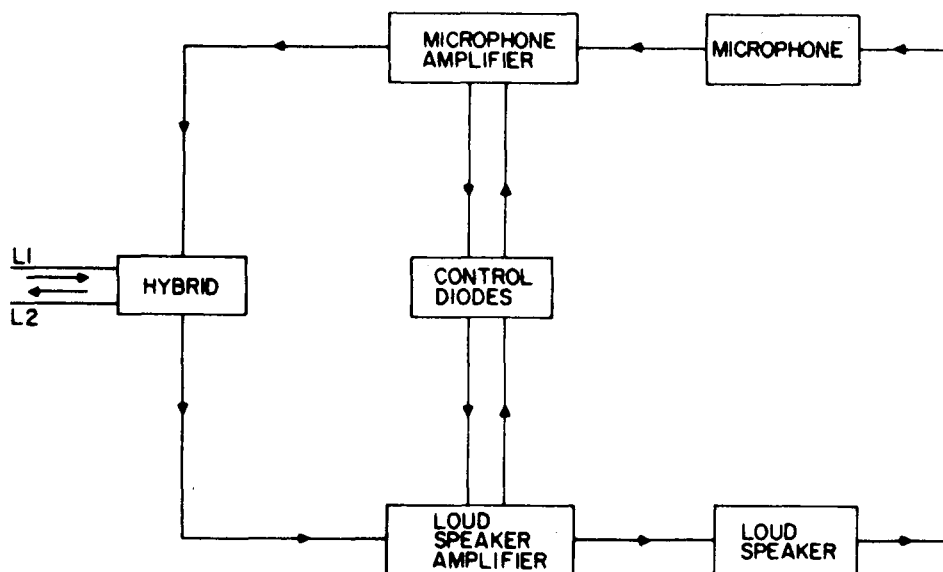 MICROPHONE
AMPLIFIER
MICROPHONE
L1
HYBRID
L2
CONTROL
DIODES
LOUD
SPEAKER
AMPLIFIER
LOUD
SPEAKER